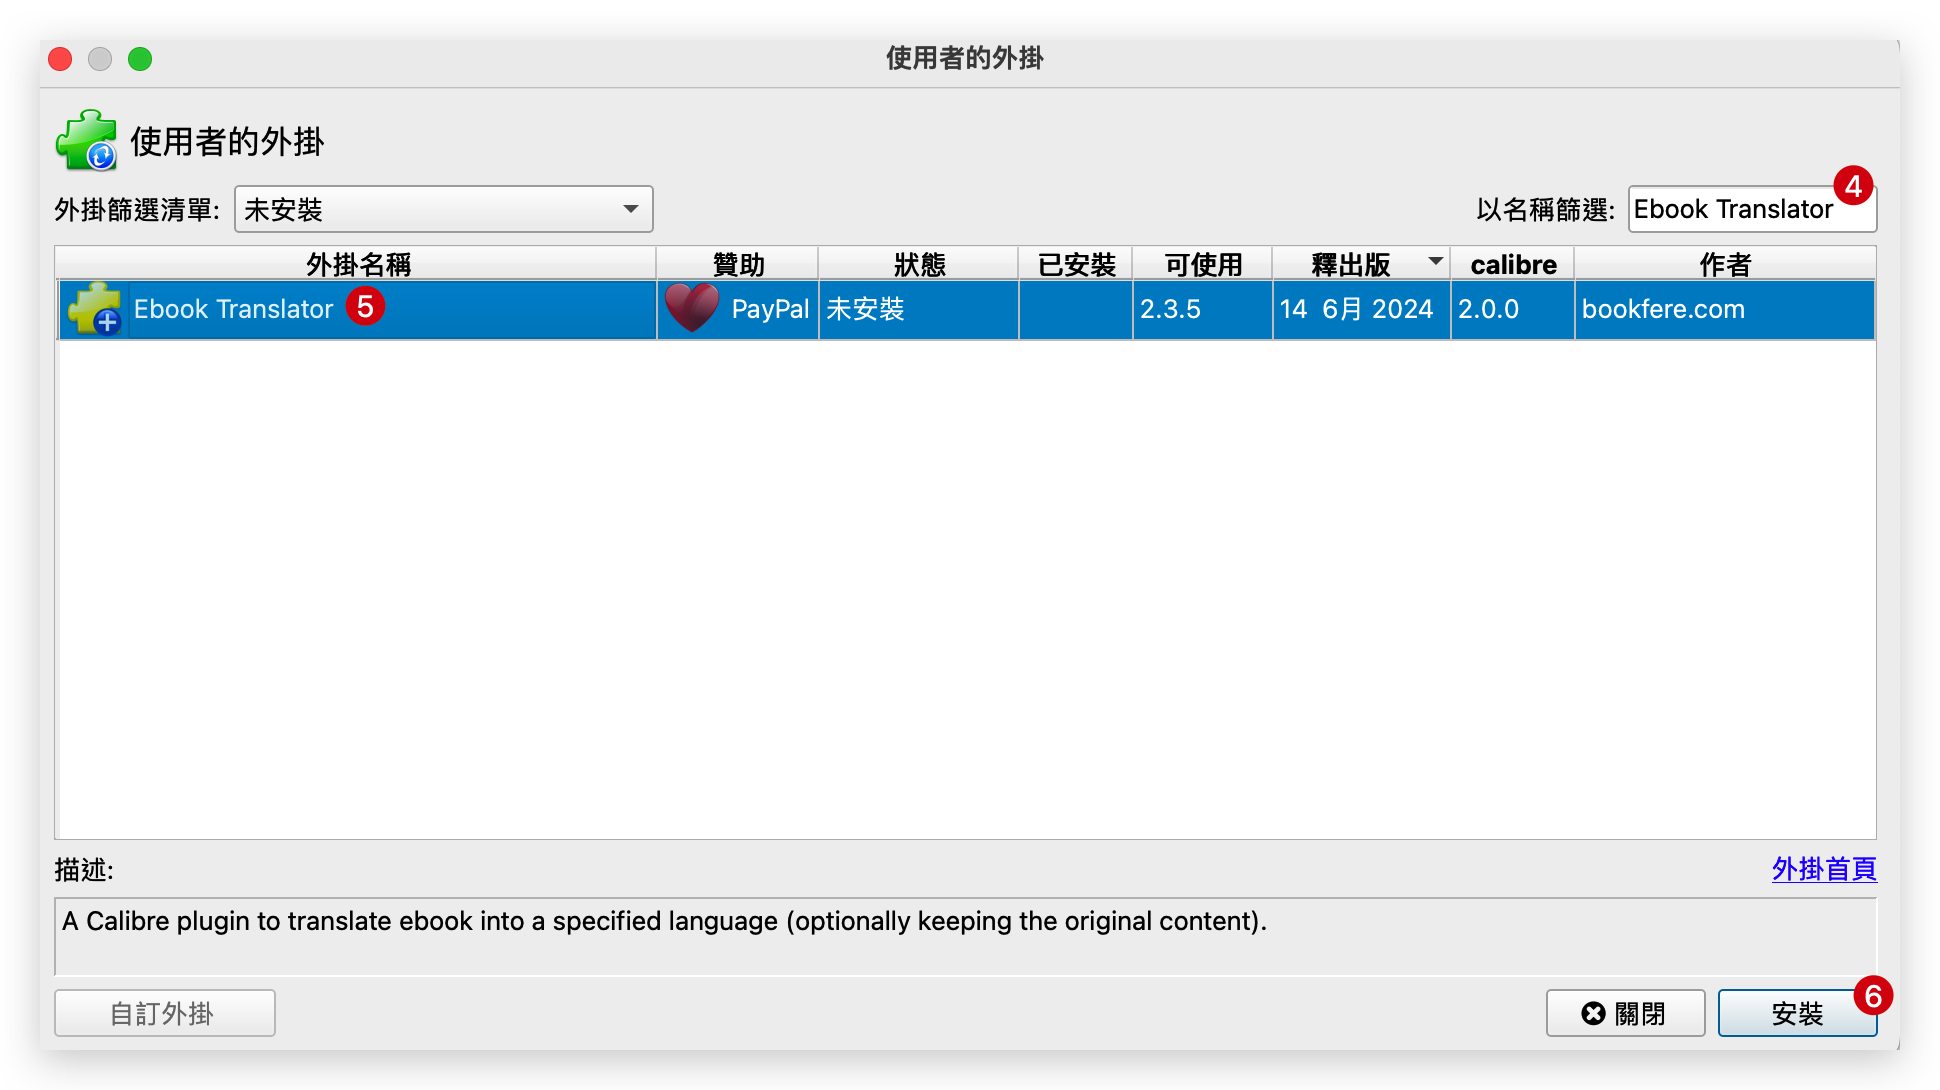 使用者的外掛
使用者的外掛
外掛篩選清單: 未安裝 以名稱篩選: Ebook Translator 4
外掛名稱 贊助 狀態 已安裝 可使用 釋出版 calibre 作者
Ebook Translator 5 PayPal 未安裝 2.3.5 14 6月 2024 2.0.0 bookfere.com
描述: 外掛首頁
A Calibre plugin to translate ebook into a specified language (optionally keeping the original content).
自訂外掛 關閉 安裝 6